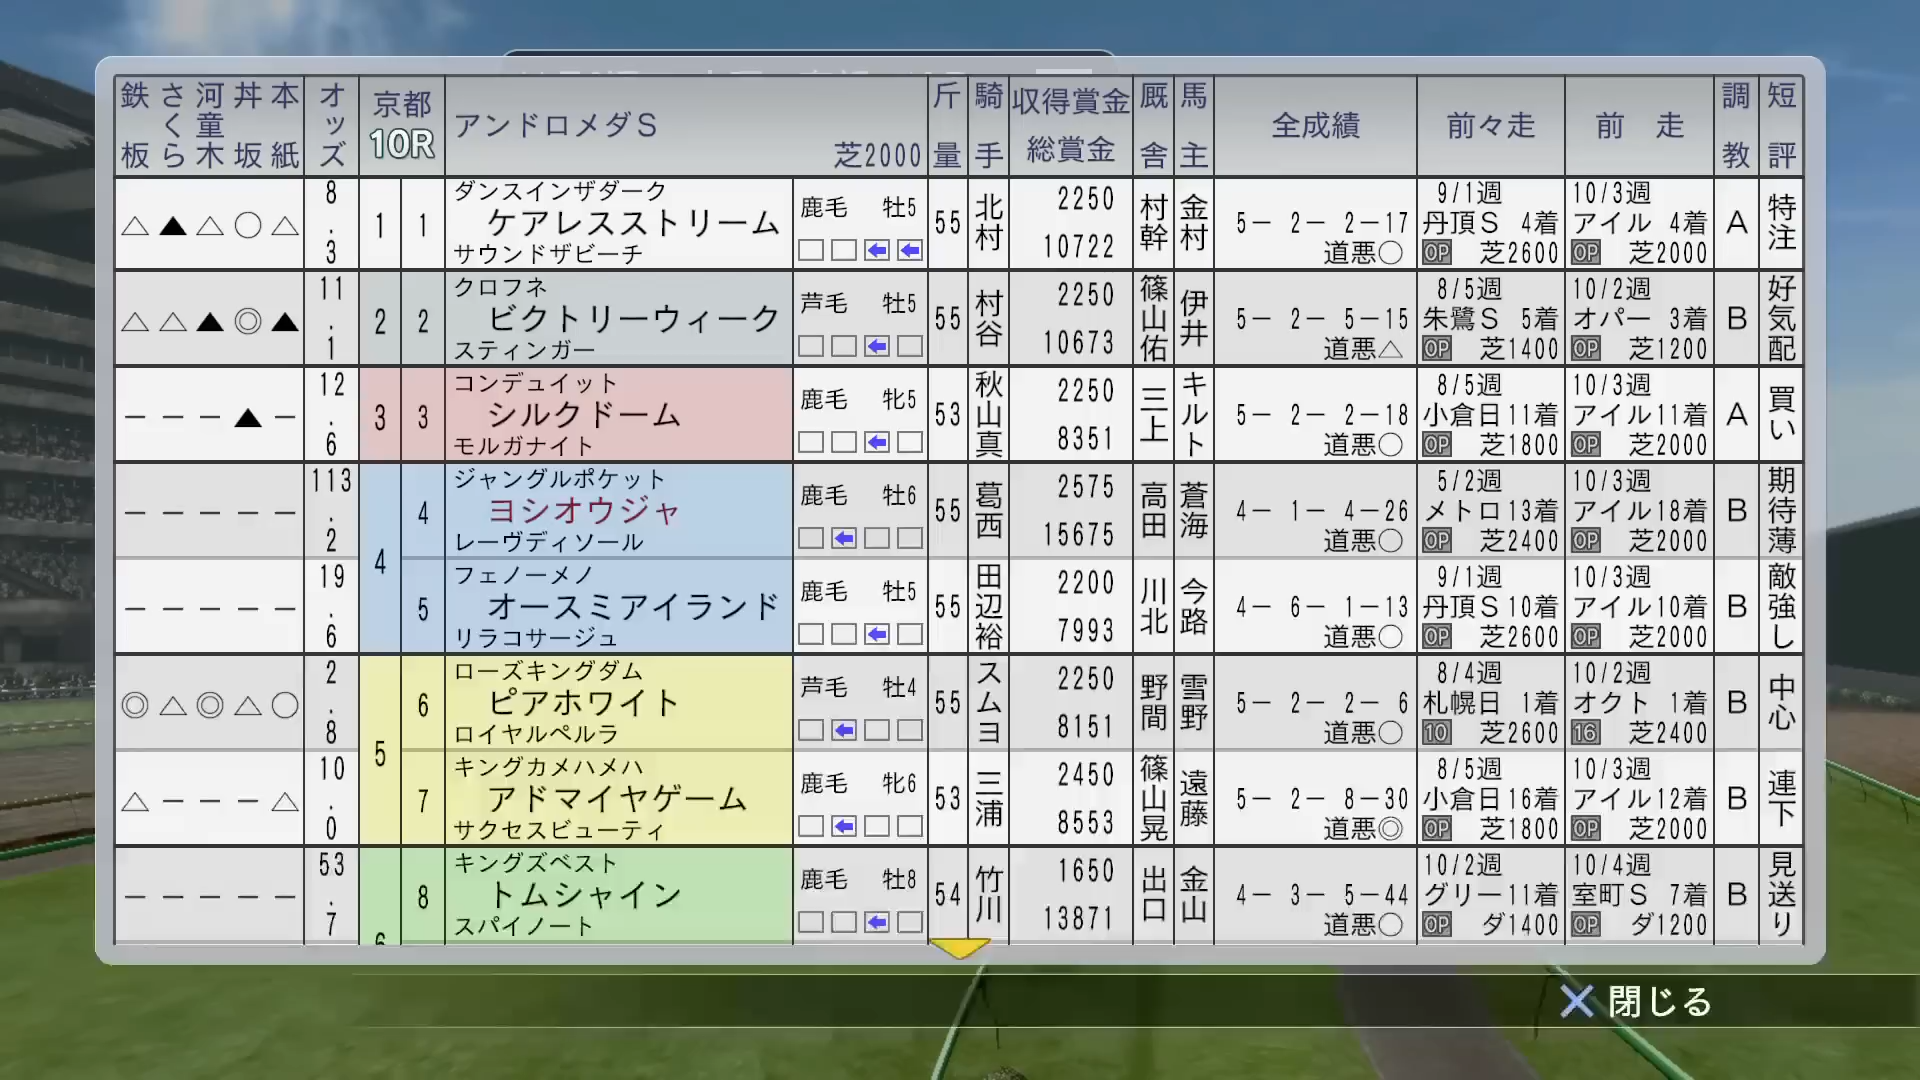 鉄板 さくら 河童木 丼坂 本紙 オッズ 京都10R アンドロメダS 芝2000 斤量 騎手 収得賞金 総賞金 厩舎 馬主 全成績 前々走 前走 調教 短評
△ ▲ △ ○ △ 8.3 1 1 ダンスインザダーク 鹿毛 牡5 55 北村 2250 村幹 金村 5- 2- 2-17 9/1週 10/3週 A 特注
ケアレスストリーム 丹頂S 4着 アイル 4着
サウンドザビーチ 10722 道悪○ OP 芝2600 OP 芝2000
△ △ ▲ ◎ ▲ 11.1 2 2 クロフネ 芦毛 牡5 55 村谷 2250 篠山佑 伊井 5- 2- 5-15 8/5週 10/2週 B 好気配
ビクトリーウィーク 朱鷺S 5着 オパー 3着
スティンガー 10673 道悪△ OP 芝1400 OP 芝1200
- - - ▲ - 12.6 3 3 コンデュイット 鹿毛 牝5 53 秋山真 2250 三上 キルト 5- 2- 2-18 8/5週 10/3週 A 買い
シルクドーム 小倉日11着 アイル11着
モルガナイト 8351 道悪○ OP 芝1800 OP 芝2000
- - - - - 113.2 4 4 ジャングルポケット 鹿毛 牡6 55 葛西 2575 高田 蒼海 4- 1- 4-26 5/2週 10/3週 B 期待薄
ヨシオウジャ メトロ13着 アイル18着
レーヴディソール 15675 道悪○ OP 芝2400 OP 芝2000
- - - - - 19.6 5 フェノーメノ 鹿毛 牡5 55 田辺裕 2200 川北 今路 4- 6- 1-13 9/1週 10/3週 B 敵強し
オースミアイランド 丹頂S10着 アイル10着
リラコサージュ 7993 道悪○ OP 芝2600 OP 芝2000
◎ △ ◎ △ ○ 2.8 5 6 ローズキングダム 芦毛 牡4 55 スムヨ 2250 野間 雪野 5- 2- 2- 6 8/4週 10/2週 B 中心
ピアホワイト 札幌日 1着 オクト 1着
ロイヤルペルラ 8151 道悪○ 10 芝2600 16 芝2400
△ - - - △ 10.0 7 キングカメハメハ 鹿毛 牝6 53 三浦 2450 篠山晃 遠藤 5- 2- 8-30 8/5週 10/3週 B 連下
アドマイヤゲーム 小倉日16着 アイル12着
サクセスビューティ 8553 道悪◎ OP 芝1800 OP 芝2000
- - - - - 53.7 6 8 キングズベスト 鹿毛 牡8 54 竹川 1650 出口 金山 4- 3- 5-44 10/2週 10/4週 B 見送り
トムシャイン グリー11着 室町S 7着
スパイノート 13871 道悪○ OP ダ1400 OP ダ1200
閉じる